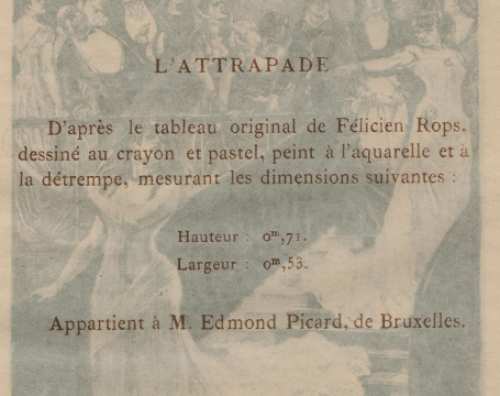 L'ATTRAPADE
D'après le tableau original de Félicien Rops.
dessiné au crayon et pastel, peint à l'aquarelle et à
la détrempe, mesurant les dimensions suivantes :
Hauteur : 0ᵐ,71.
Largeur : 0ᵐ,53.
Appartient à M. Edmond Picard, de Bruxelles.